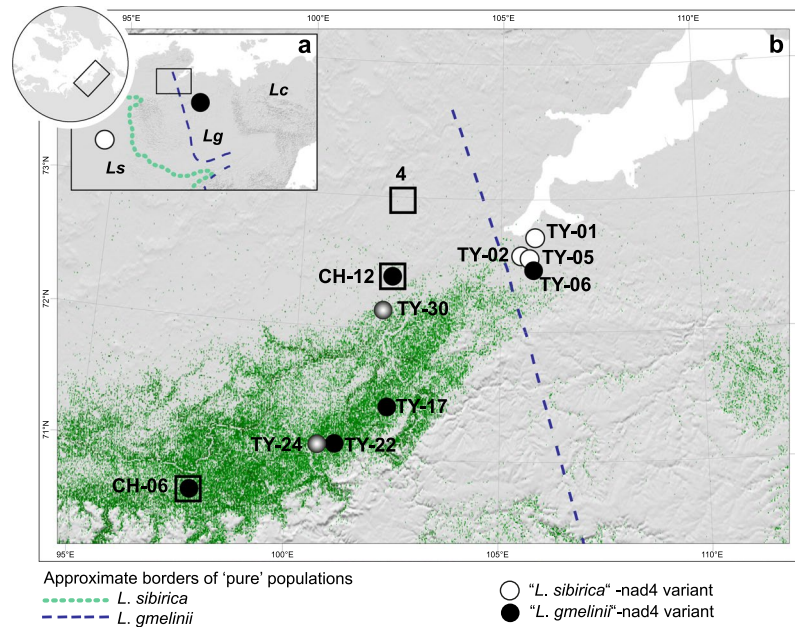 95°E
100°E
105°E
110°E
a
b
Lc
Lg
Ls
73°N
4
TY-01
TY-02
TY-05
CH-12
TY-06
72°N
TY-30
TY-17
71°N
TY-24
TY-22
CH-06
95°E
100°E
105°E
110°E
Approximate borders of 'pure' populations
L. sibirica
L. gmelinii
“L. sibirica“ -nad4 variant
“L. gmelinii“-nad4 variant